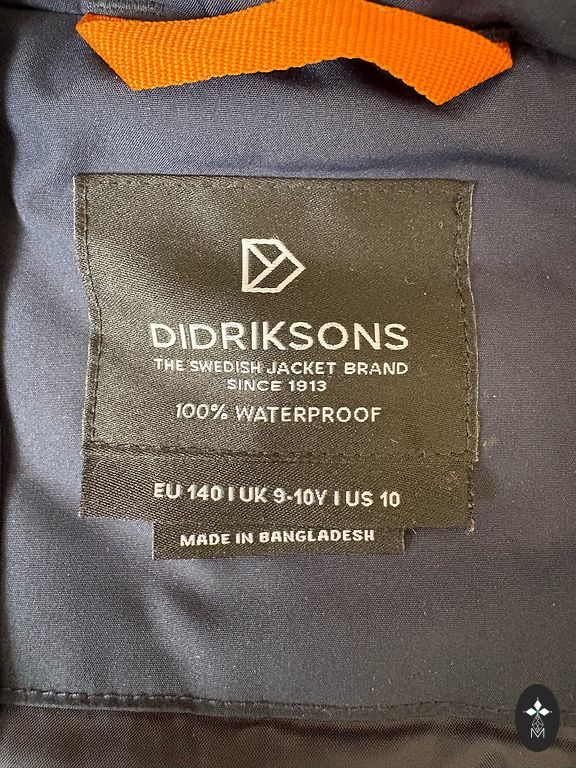 DIDRIKSONS
THE SWEDISH JACKET BRAND
SINCE 1913
100% WATERPROOF
EU 140 I UK 9-10Y I US 10
MADE IN BANGLADESH
M